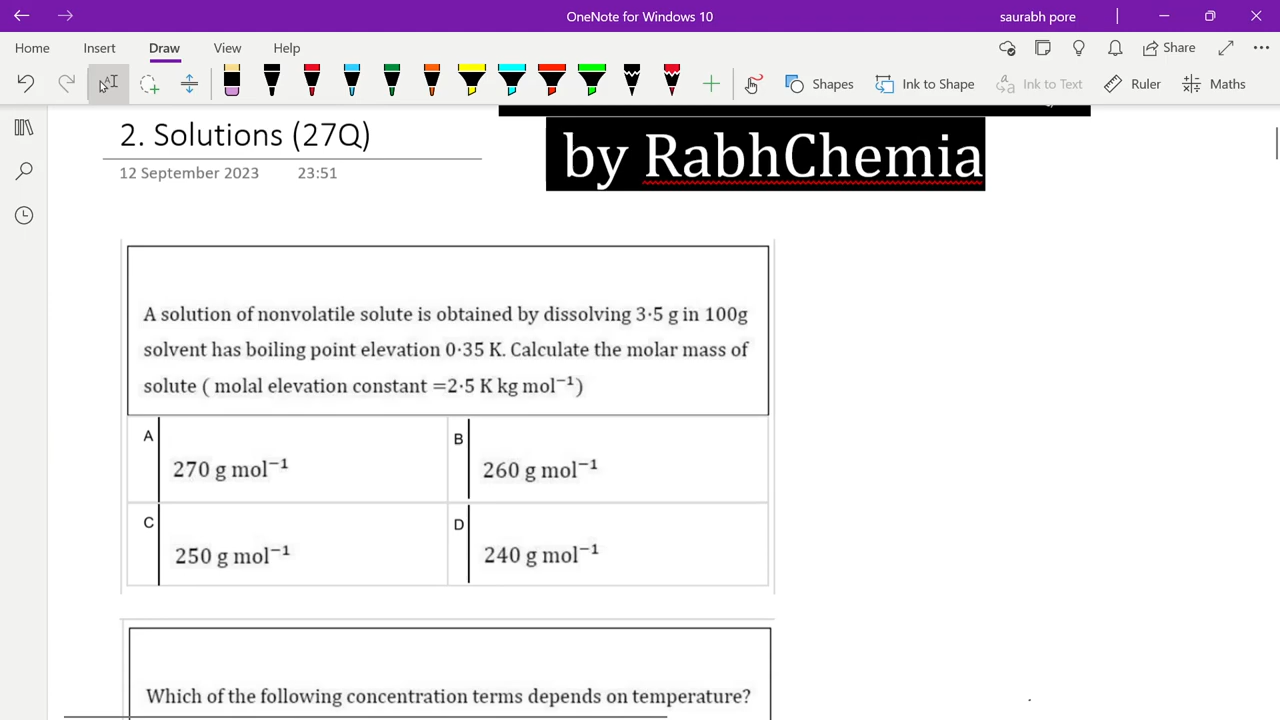 OneNote for Windows 10
saurabh pore
Home Insert Draw View Help
Share
Shapes Ink to Shape Ink to Text Ruler Maths
2. Solutions (27Q)
12 September 2023 23:51
by RabhChemia
A solution of nonvolatile solute is obtained by dissolving 3·5 g in 100g
solvent has boiling point elevation 0·35 K. Calculate the molar mass of
solute ( molal elevation constant =2·5 K kg mol⁻¹)
A
270 g mol⁻¹
B
260 g mol⁻¹
C
250 g mol⁻¹
D
240 g mol⁻¹
Which of the following concentration terms depends on temperature?